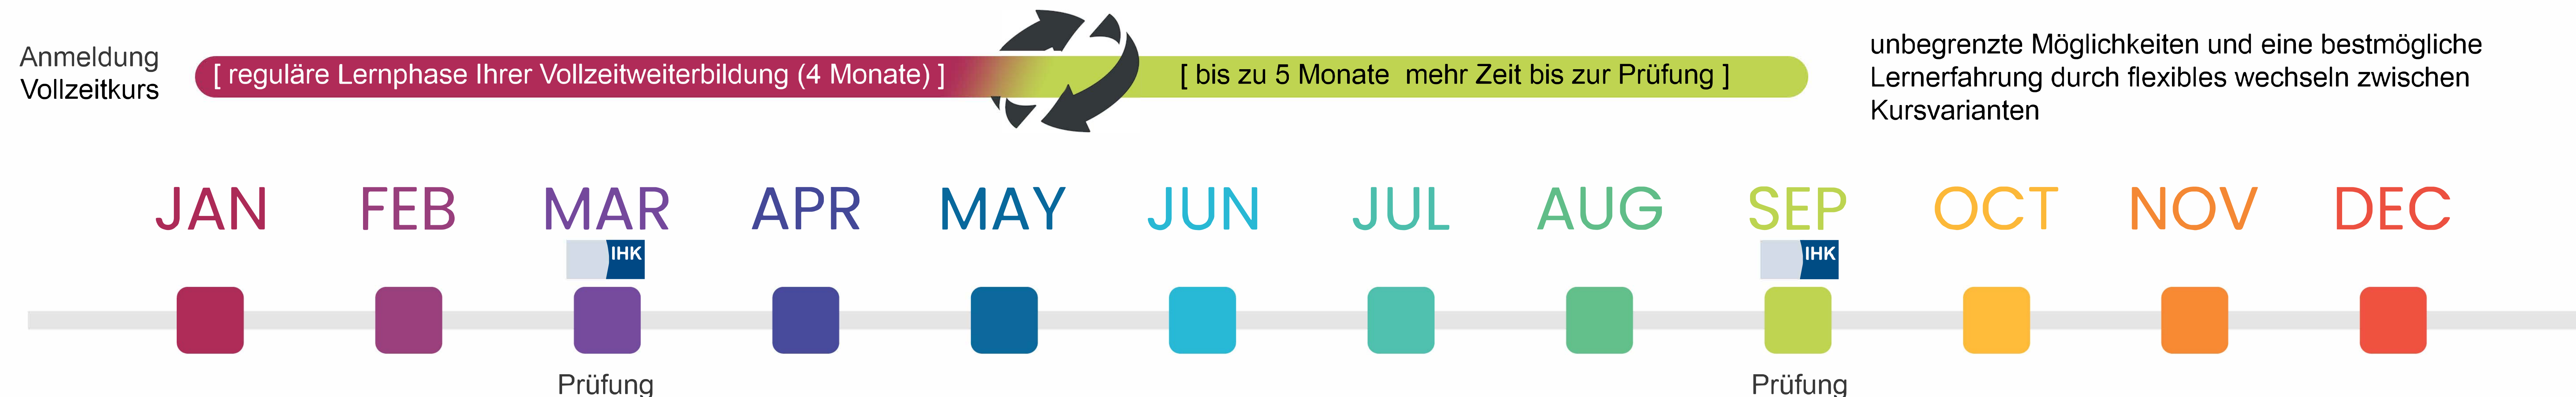 Anmeldung
Vollzeitkurs
[ reguläre Lernphase Ihrer Vollzeitweiterbildung (4 Monate) ]
[ bis zu 5 Monate  mehr Zeit bis zur Prüfung ]
unbegrenzte Möglichkeiten und eine bestmögliche
Lernerfahrung durch flexibles wechseln zwischen
Kursvarianten
JAN FEB MAR APR MAY JUN JUL AUG SEP OCT NOV DEC
IHK IHK
Prüfung Prüfung